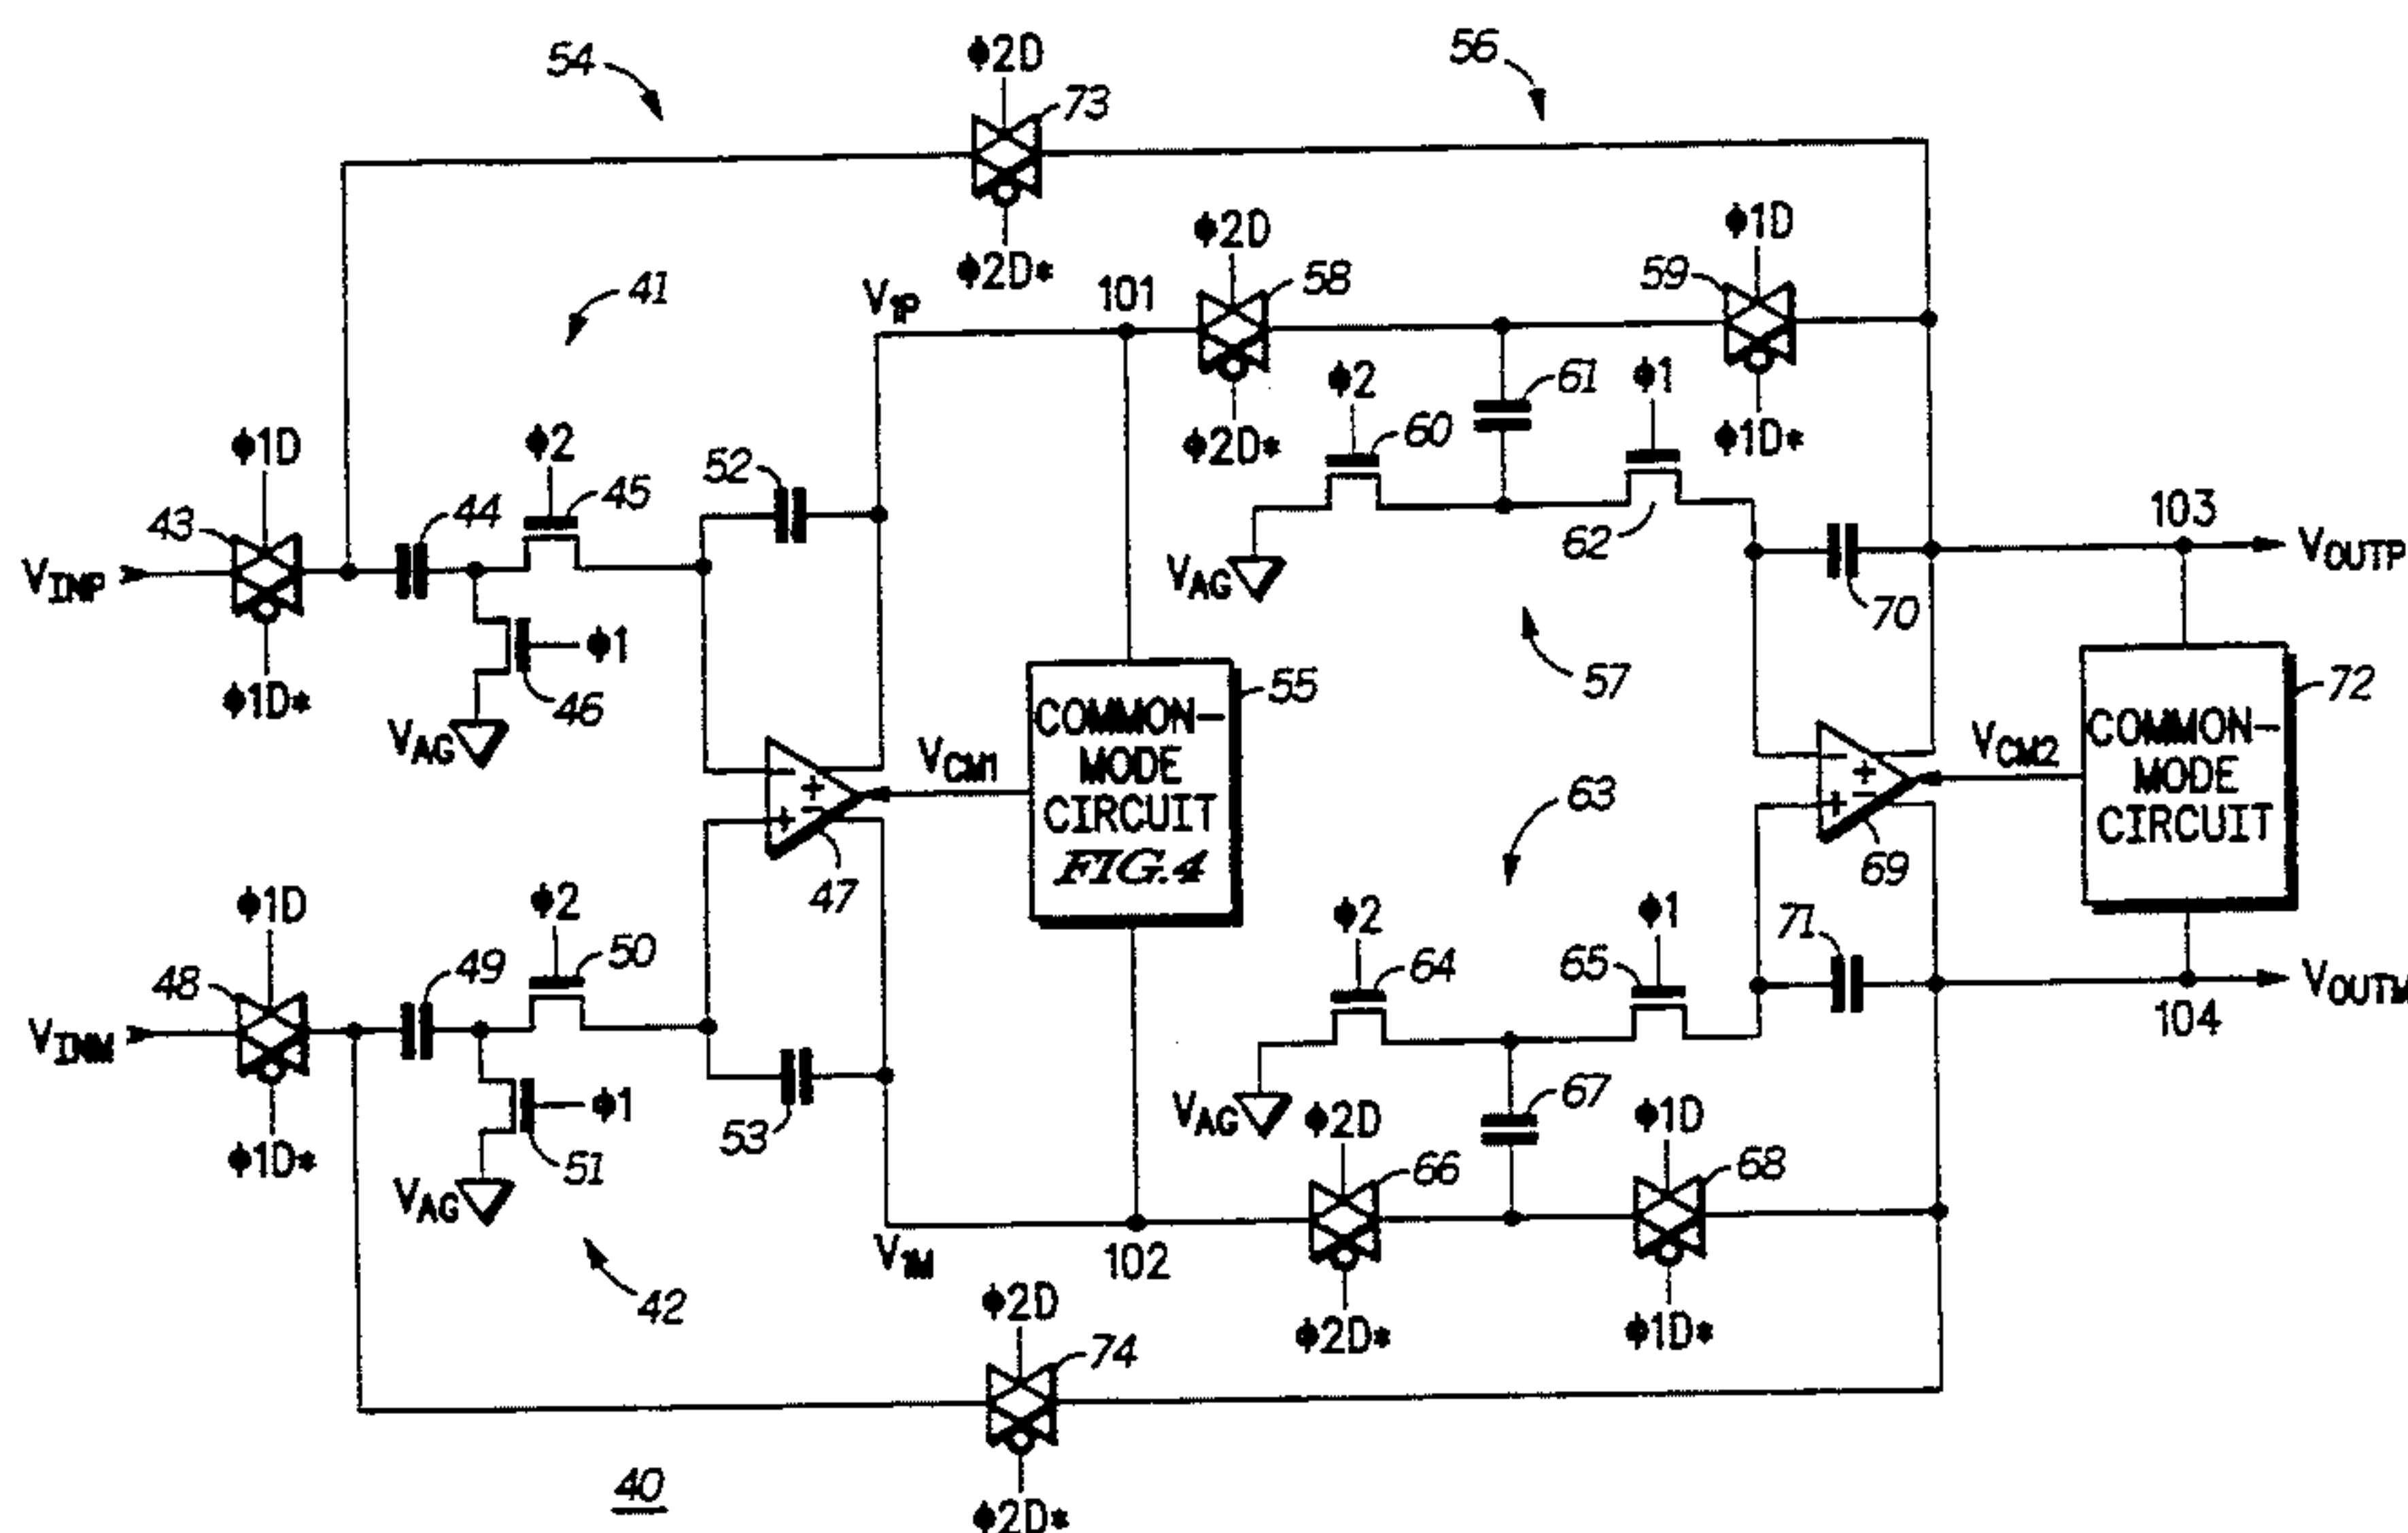 54
ϕ2D
73
56
ϕ2D*
41
V1P
101
ϕ2D
58
ϕ2D*
59
ϕ1D
ϕ1D*
ϕ2
60
61
ϕ1
62
VAG
ϕ1D
43
VINP
ϕ1D*
44
ϕ2
45
52
ϕ1
46
VAG
103
VOUTP
70
57
55
COMMON-
MODE
CIRCUIT
FIG.4
VCM1
47
72
COMMON-
MODE
CIRCUIT
VCM2
69
63
ϕ1D
48
VINM
ϕ1D*
49
ϕ2
50
ϕ1
51
VAG
53
42
ϕ2
64
65
ϕ1
71
VOUTM
104
VAG
67
ϕ2D
66
ϕ2D*
ϕ1D
68
ϕ1D*
V1M
102
ϕ2D
74
ϕ2D*
40